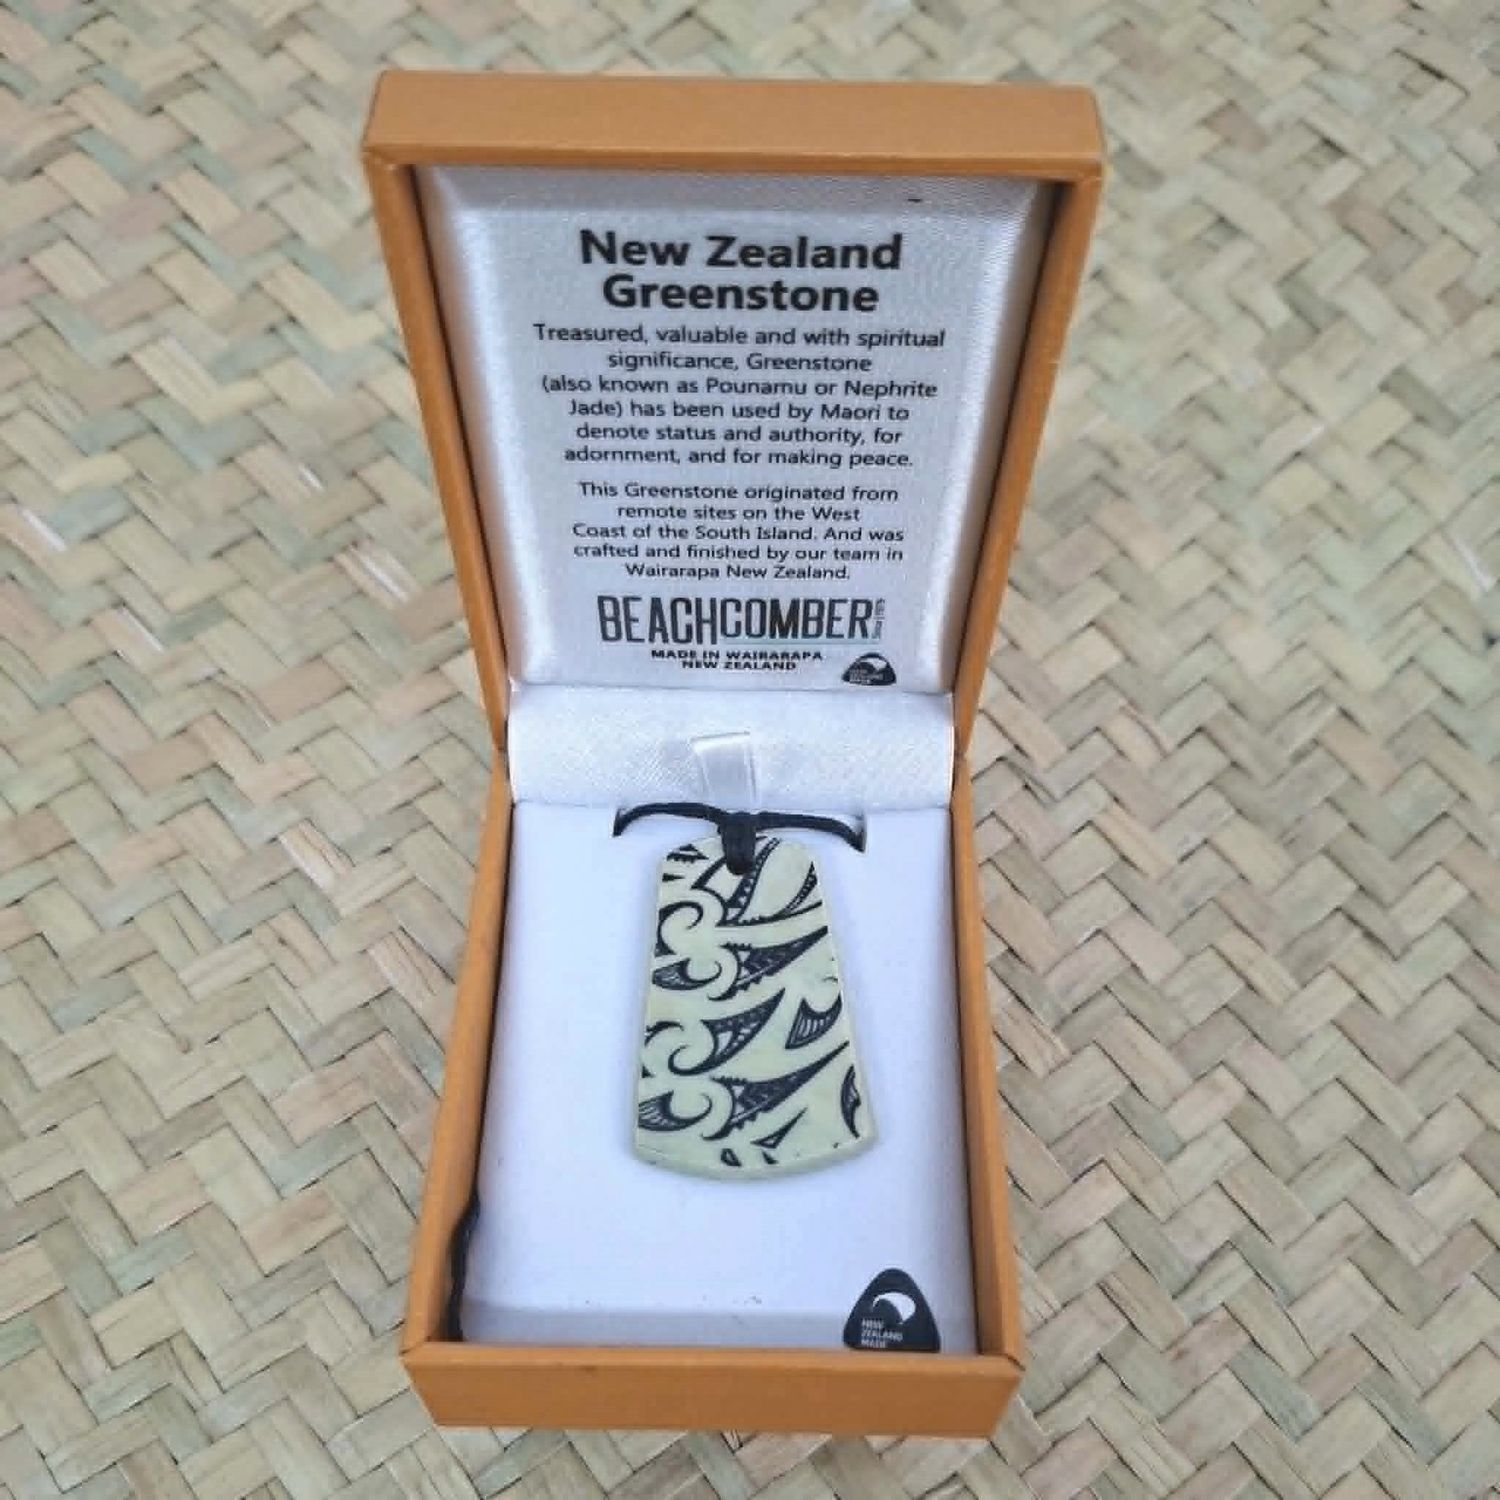 New Zealand
Greenstone
Treasured, valuable and with spiritual
significance, Greenstone
(also known as Pounamu or Nephrite
Jade) has been used by Maori to
denote status and authority, for
adornment, and for making peace.
This Greenstone originated from
remote sites on the West
Coast of the South Island. And was
crafted and finished by our team in
Wairarapa New Zealand.
BEACHCOMBER
MADE IN WAIRARAPA
NEW ZEALAND
NEW
ZEALAND
MADE